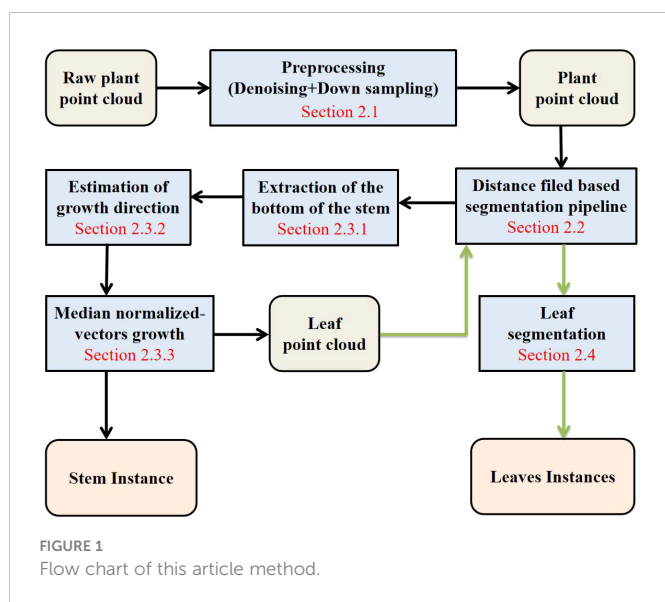 Raw plant
point cloud
Preprocessing
(Denoising+Down sampling)
Section 2.1
Plant
point cloud
Estimation of
growth direction
Section 2.3.2
Extraction of the
bottom of the stem
Section 2.3.1
Distance filed based
segmentation pipeline
Section 2.2
Median normalized-
vectors growth
Section 2.3.3
Leaf
point cloud
Leaf
segmentation
Section 2.4
Stem Instance
Leaves Instances
FIGURE 1
Flow chart of this article method.